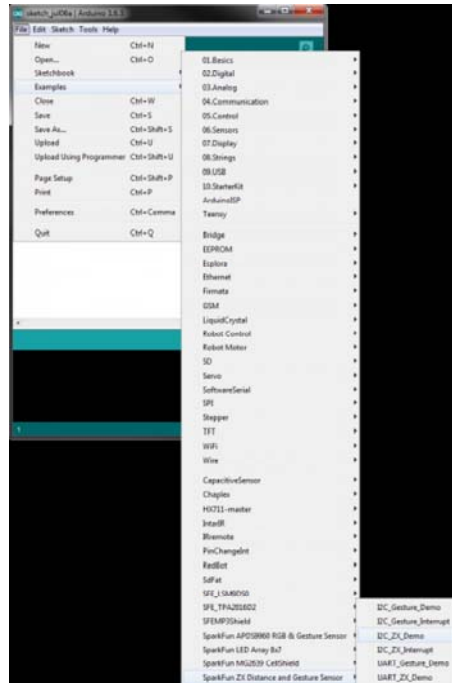 sketch_jul06a | Arduino 1.6.3
File Edit Sketch Tools Help
New Ctrl+N
Open... Ctrl+O
Sketchbook
Examples
Close Ctrl+W
Save Ctrl+S
Save As... Ctrl+Shift+S
Upload Ctrl+U
Upload Using Programmer Ctrl+Shift+U
Page Setup Ctrl+Shift+P
Print Ctrl+P
Preferences Ctrl+Comma
Quit Ctrl+Q
1
01.Basics
02.Digital
03.Analog
04.Communication
05.Control
06.Sensors
07.Display
08.Strings
09.USB
10.StarterKit
ArduinoISP
Teensy
Bridge
EEPROM
Esplora
Ethernet
Firmata
GSM
LiquidCrystal
Robot Control
Robot Motor
SD
Servo
SoftwareSerial
SPI
Stepper
TFT
WiFi
Wire
CapacitiveSensor
Chaplex
HX711-master
InterIR
IRremote
PinChangeInt
RedBot
SdFat
SFE_LSM9DS0
SFE_TPA2016D2
SFEMP3Shield
SparkFun APDS9960 RGB & Gesture Sensor
SparkFun LED Array 8x7
SparkFun MG2639 CellShield
SparkFun ZX Distance and Gesture Sensor
I2C_Gesture_Demo
I2C_Gesture_Interrupt
I2C_ZX_Demo
I2C_ZX_Interrupt
UART_Gesture_Demo
UART_ZX_Demo